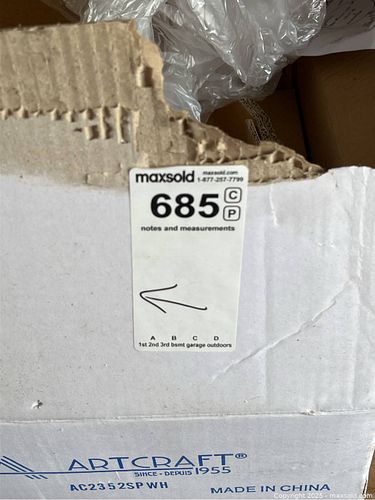 maxsold maxsold.com
1-877-257-7799
685 C
P
notes and measurements
A B C D
1st 2nd 3rd bsmt garage outdoors
ARTCRAFT®
SINCE - DEPUIS 1955
AC2352SPWH MADE IN CHINA
Copyright 2025 - maxsold.com